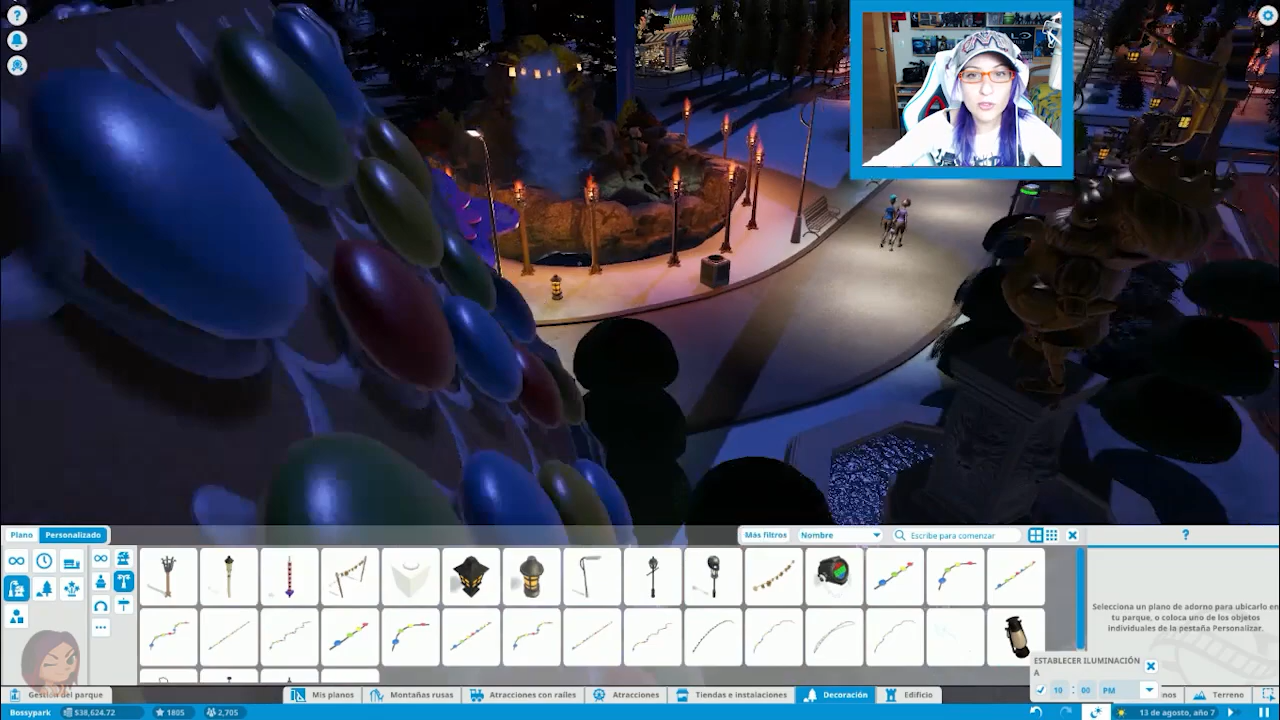 Plano Personalizado
Más filtros Nombre Escribe para comenzar
Selecciona un plano de adorno para ubicarlo en
tu parque, o coloca uno de los objetos
individuales de la pestaña Personalizar.
ESTABLECER ILUMINACIÓN
A
10 : 00 PM
Gestión del parque Mis planos Montañas rusas Atracciones con raíles Atracciones Tiendas e instalaciones Decoración Edificio nos Terreno
Bossypark $38,624.72 1805 2,705 13 de agosto, año 7